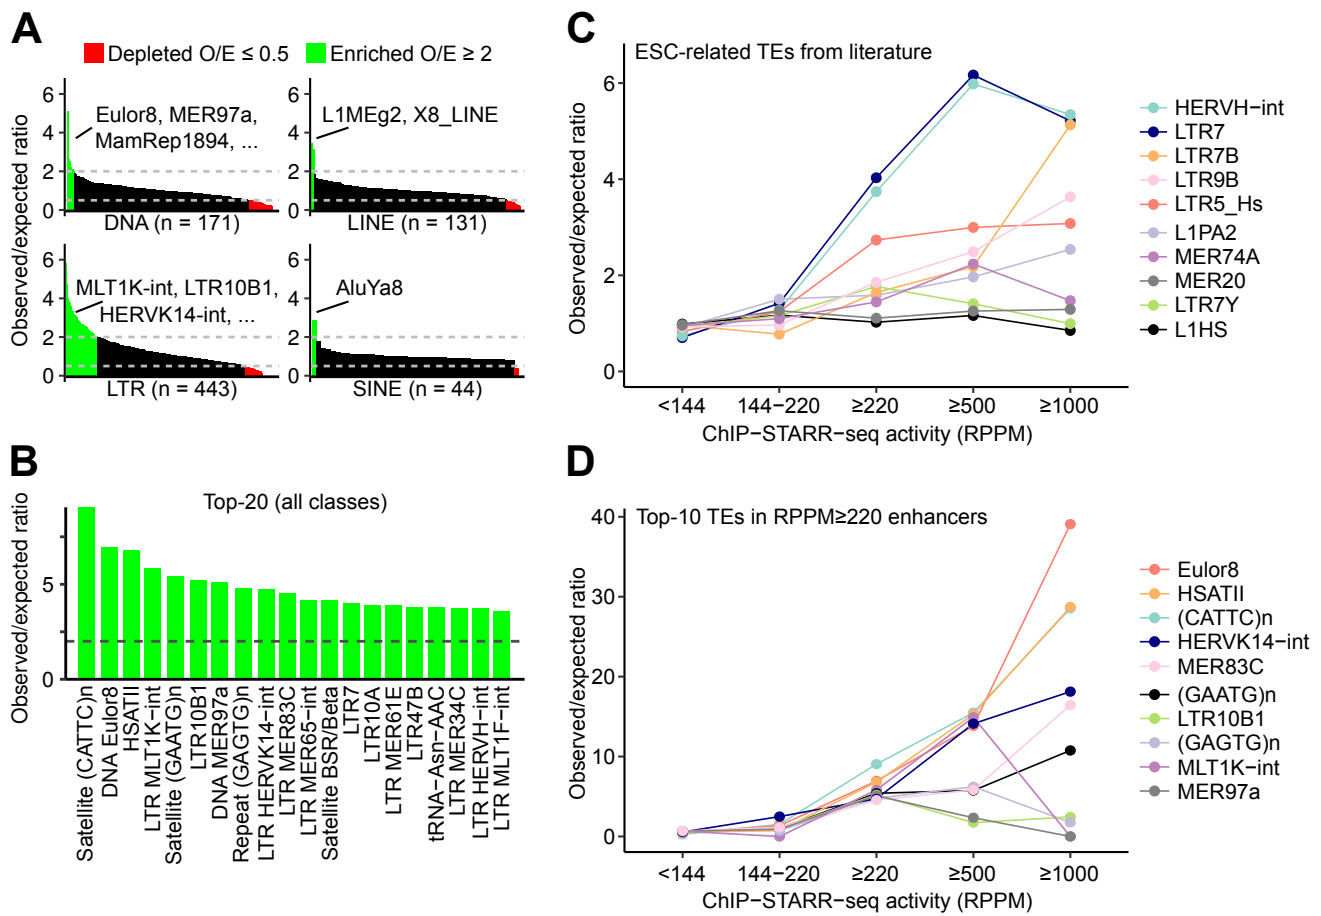 A
Depleted O/E ≤ 0.5
Enriched O/E ≥ 2
Observed/expected ratio
6
4
2
0
Eulor8, MER97a,
MamRep1894, ...
DNA (n = 171)
6
4
2
0
L1MEg2, X8_LINE
LINE (n = 131)
6
4
2
0
MLT1K-int, LTR10B1,
HERVK14-int, ...
LTR (n = 443)
6
4
2
0
AluYa8
SINE (n = 44)
B
Top-20 (all classes)
Observed/expected ratio
5
0
Satellite (CATTC)n
DNA Eulor8
HSATII
LTR MLT1K-int
Satellite (GAATG)n
LTR10B1
DNA MER97a
Repeat (GAGTG)n
LTR HERVK14-int
LTR MER83C
LTR MER65-int
Satellite BSR/Beta
LTR7
LTR10A
LTR MER61E
LTR47B
tRNA-Asn-AAC
LTR MER34C
LTR HERVH-int
LTR MLT1F-int
C
ESC-related TEs from literature
Observed/expected ratio
6
4
2
0
<144
144−220
≥220
≥500
≥1000
ChIP−STARR−seq activity (RPPM)
HERVH−int
LTR7
LTR7B
LTR9B
LTR5_Hs
L1PA2
MER74A
MER20
LTR7Y
L1HS
D
Top-10 TEs in RPPM≥220 enhancers
Observed/expected ratio
40
30
20
10
0
<144
144−220
≥220
≥500
≥1000
ChIP−STARR−seq activity (RPPM)
Eulor8
HSATII
(CATTC)n
HERVK14−int
MER83C
(GAATG)n
LTR10B1
(GAGTG)n
MLT1K−int
MER97a